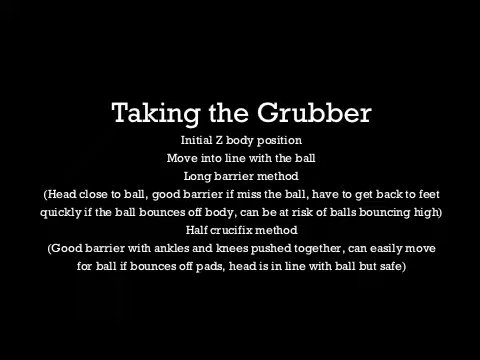 Taking the Grubber
Initial Z body position
Move into line with the ball
Long barrier method
(Head close to ball, good barrier if miss the ball, have to get back to feet
quickly if the ball bounces off body, can be at risk of balls bouncing high)
Half crucifix method
(Good barrier with ankles and knees pushed together, can easily move
for ball if bounces off pads, head is in line with ball but safe)